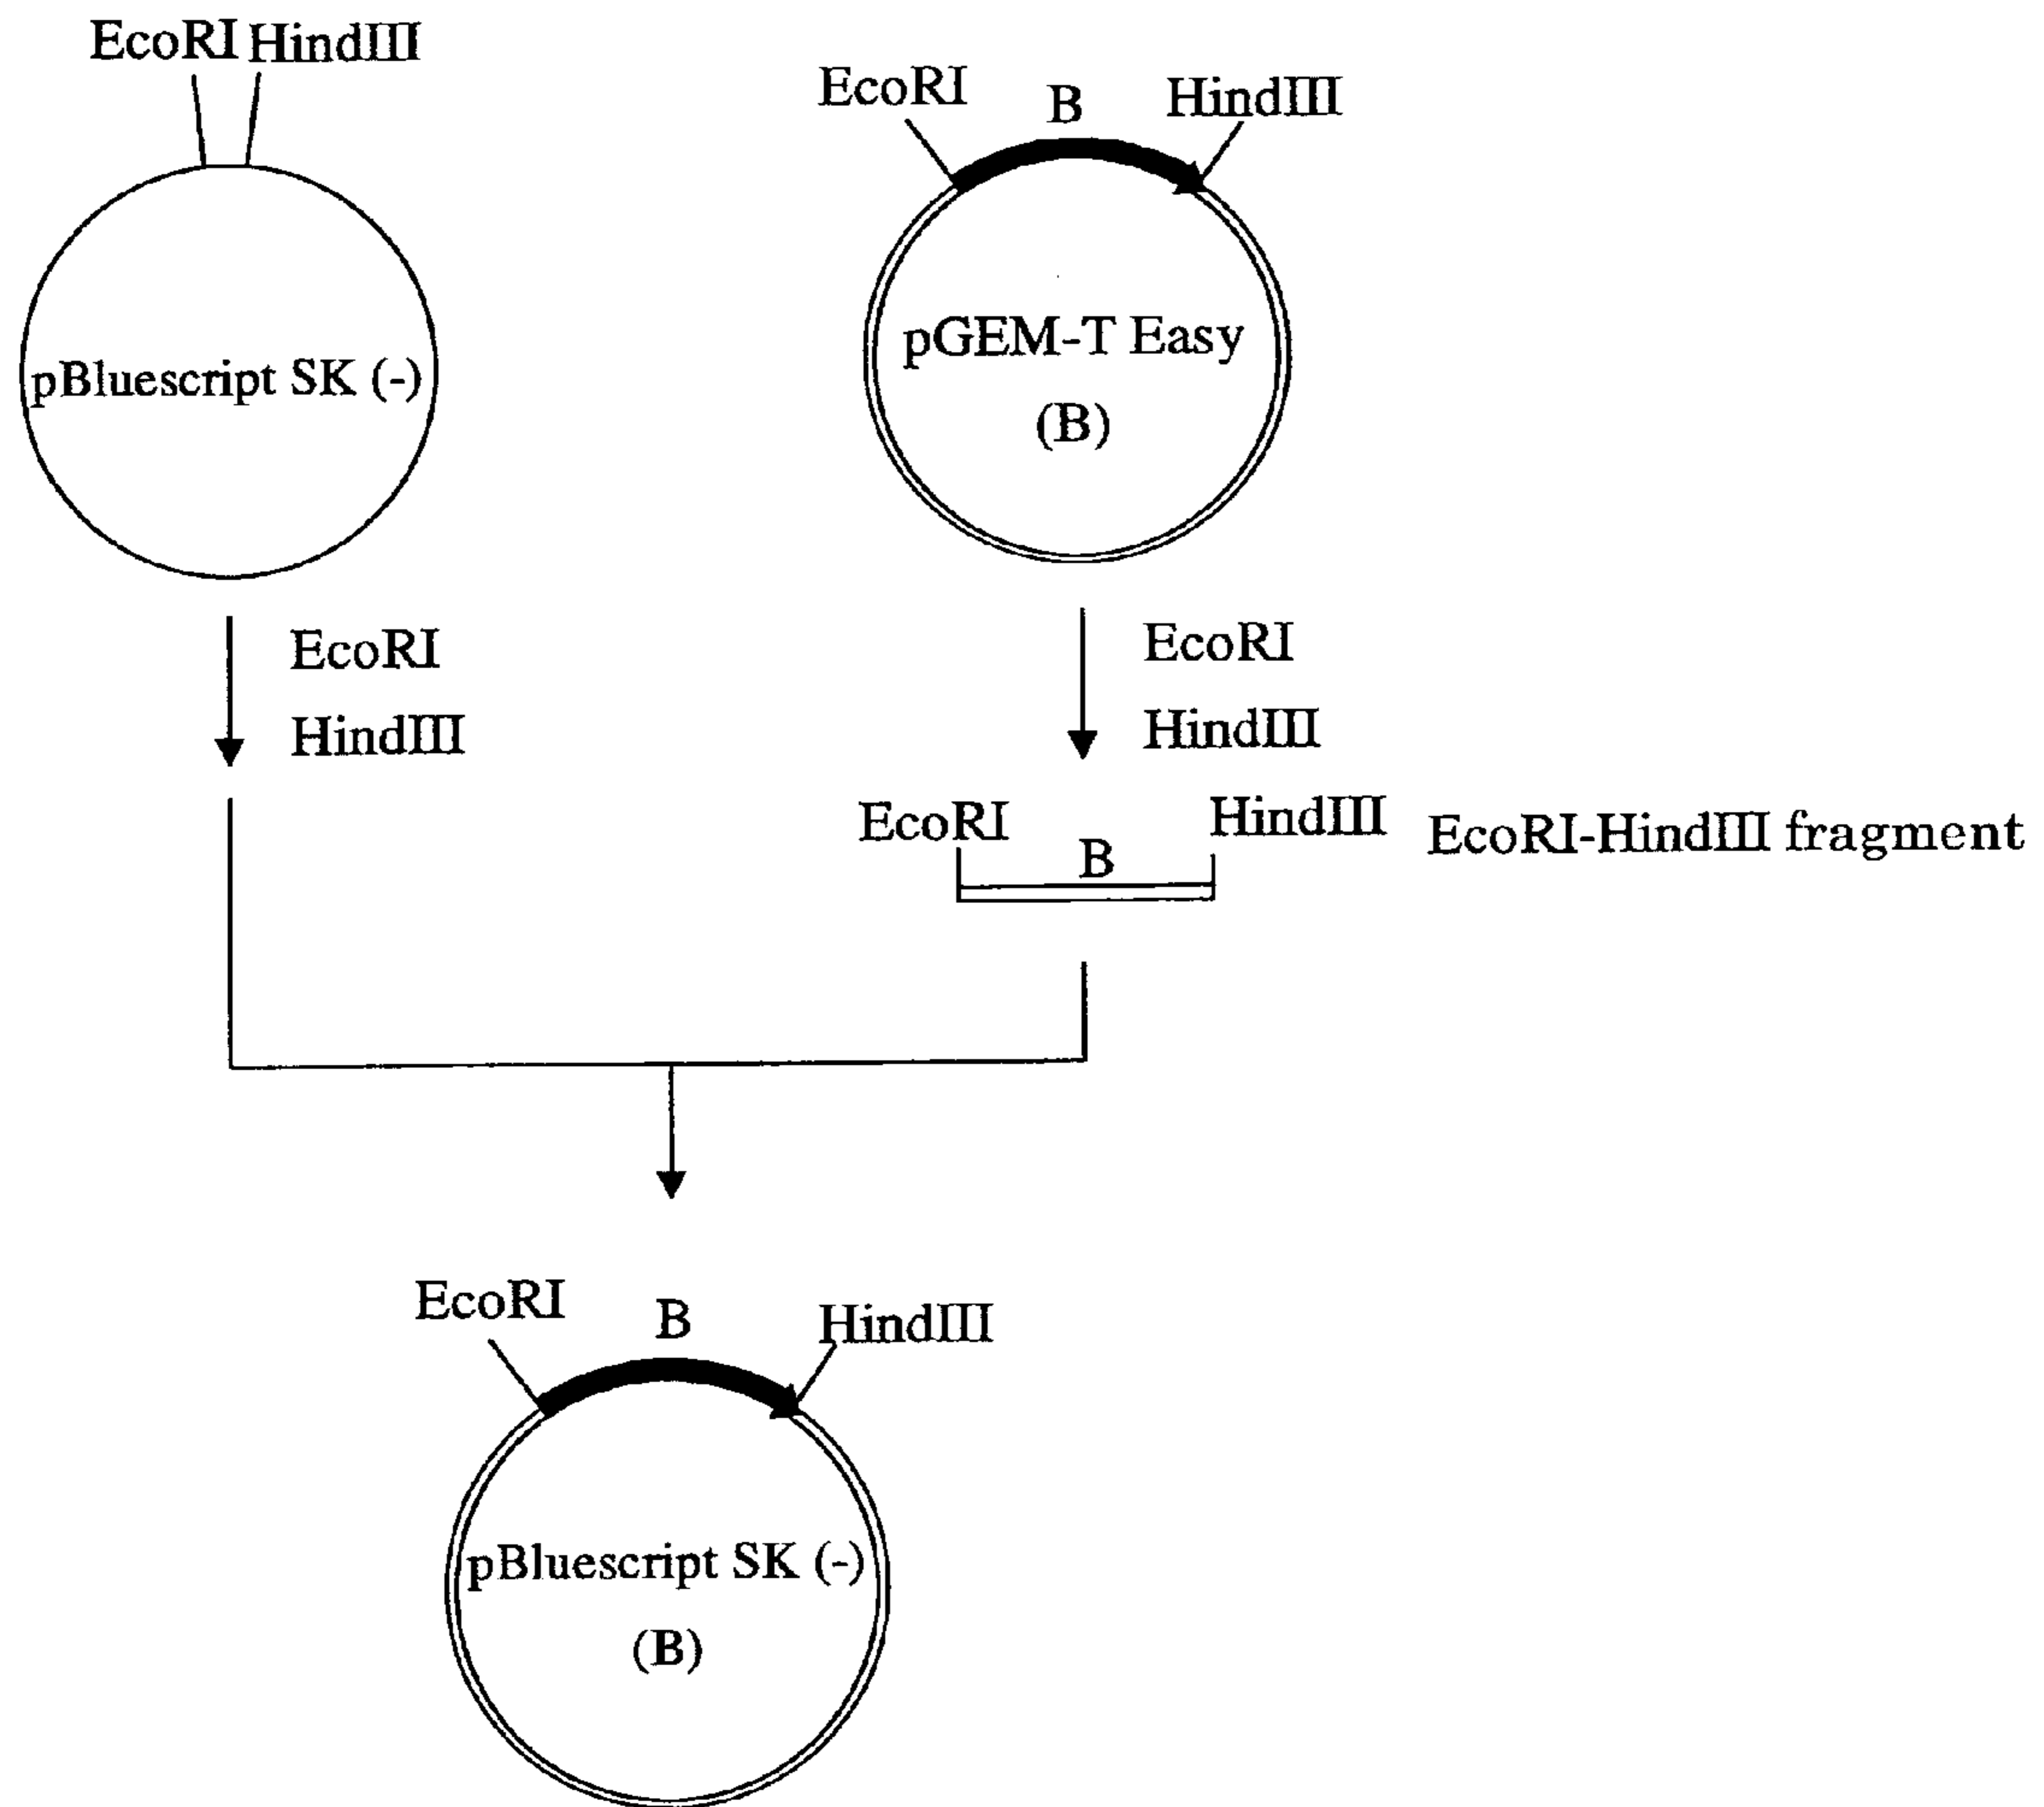 EcoRI HindIII
pBluescript SK (-)
EcoRI
HindIII
EcoRI B HindIII
pGEM-T Easy
(B)
EcoRI
HindIII
EcoRI B HindIII EcoRI-HindIII fragment
EcoRI B HindIII
pBluescript SK (-)
(B)